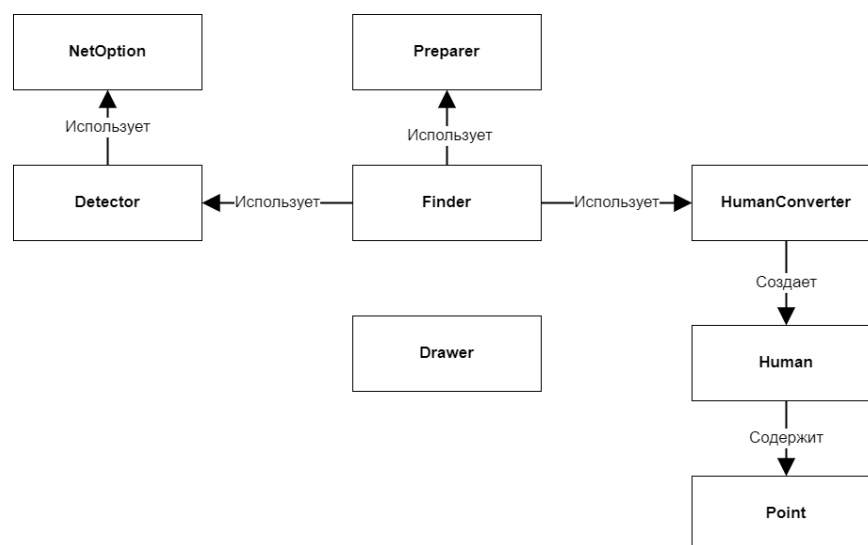 NetOption
Preparer
Использует
Использует
Detector
Использует
Finder
Использует
HumanConverter
Создает
Drawer
Human
Содержит
Point